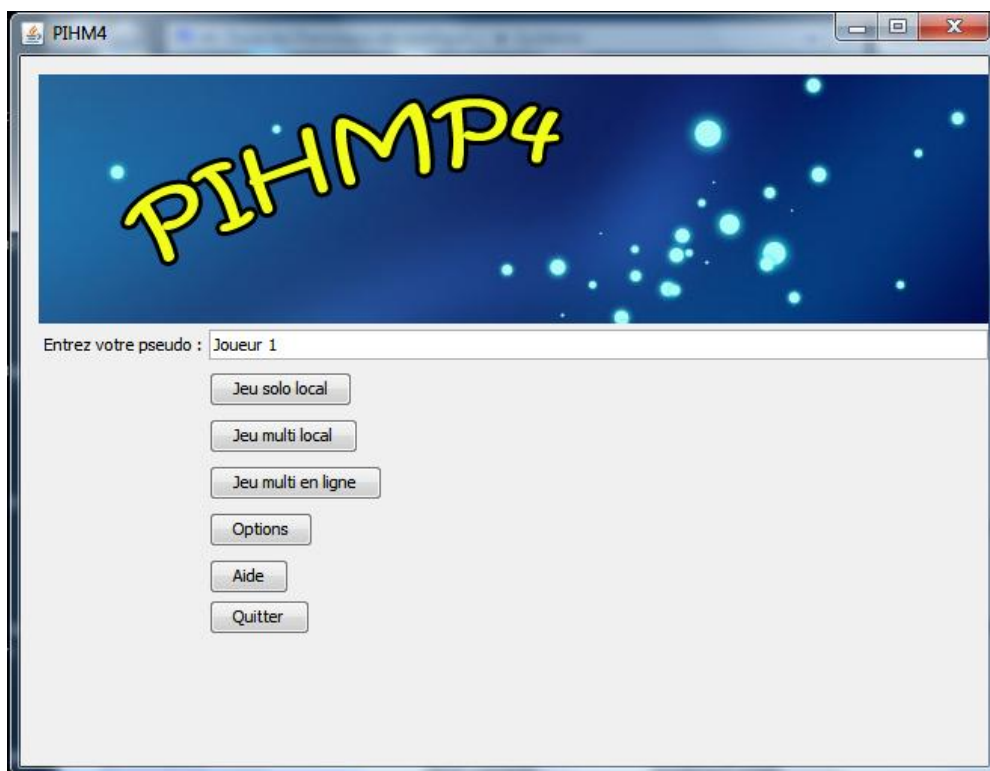 PIHM4
PIHMP4
Entrez votre pseudo : Joueur 1
Jeu solo local
Jeu multi local
Jeu multi en ligne
Options
Aide
Quitter